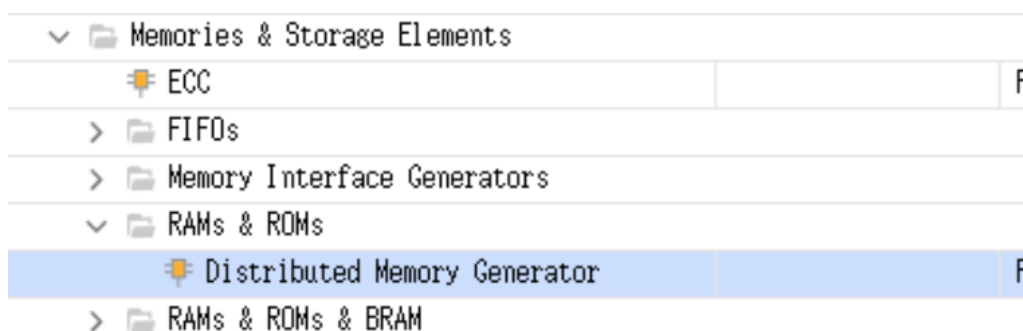 Memories & Storage Elements
ECC
FIFOs
Memory Interface Generators
RAMs & ROMs
Distributed Memory Generator
RAMs & ROMs & BRAM